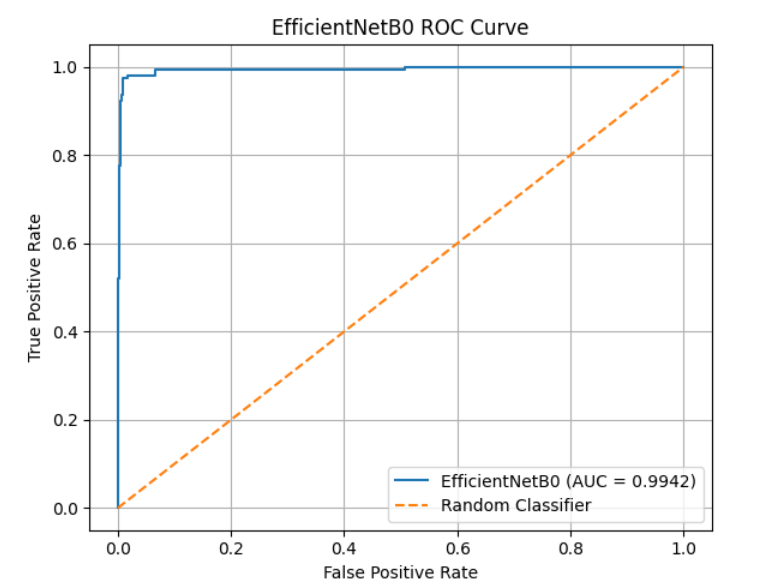 EfficientNetB0 ROC Curve
1.0
0.8
0.6
0.4
0.2
0.0
True Positive Rate
EfficientNetB0 (AUC = 0.9942)
Random Classifier
0.0 0.2 0.4 0.6 0.8 1.0
False Positive Rate